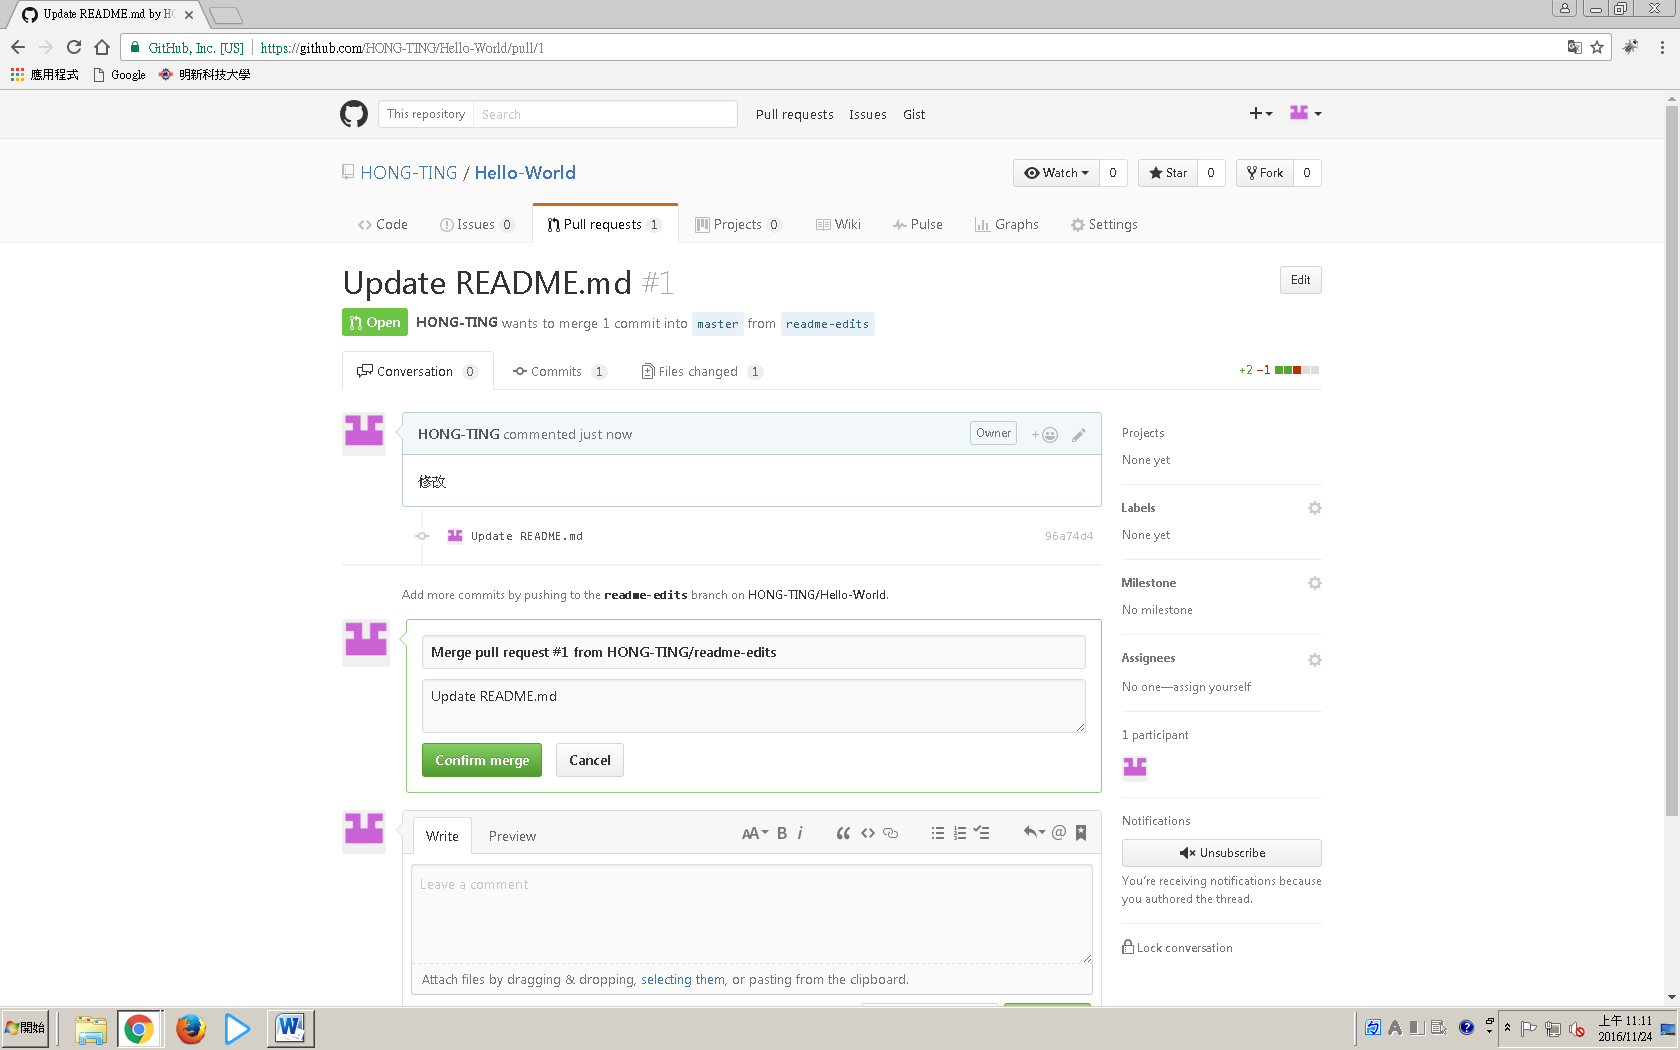 Update README.md by HO
GitHub, Inc. [US] https://github.com/HONG-TING/Hello-World/pull/1
應用程式 Google 明新科技大學
This repository Search Pull requests Issues Gist
HONG-TING / Hello-World Watch 0 Star 0 Fork 0
Code Issues 0 Pull requests 1 Projects 0 Wiki Pulse Graphs Settings
Update README.md #1 Edit
Open HONG-TING wants to merge 1 commit into master from readme-edits
Conversation 0 Commits 1 Files changed 1 +2 −1
HONG-TING commented just now Owner
修改
Update README.md 96a74d4
Add more commits by pushing to the readme-edits branch on HONG-TING/Hello-World.
Merge pull request #1 from HONG-TING/readme-edits
Update README.md
Confirm merge Cancel
Write Preview AA B i
Leave a comment
Attach files by dragging & dropping, selecting them, or pasting from the clipboard.
Projects
None yet
Labels
None yet
Milestone
No milestone
Assignees
No one—assign yourself
1 participant
Notifications
Unsubscribe
You're receiving notifications because
you authored the thread.
Lock conversation
開始
上午 11:11
2016/11/24